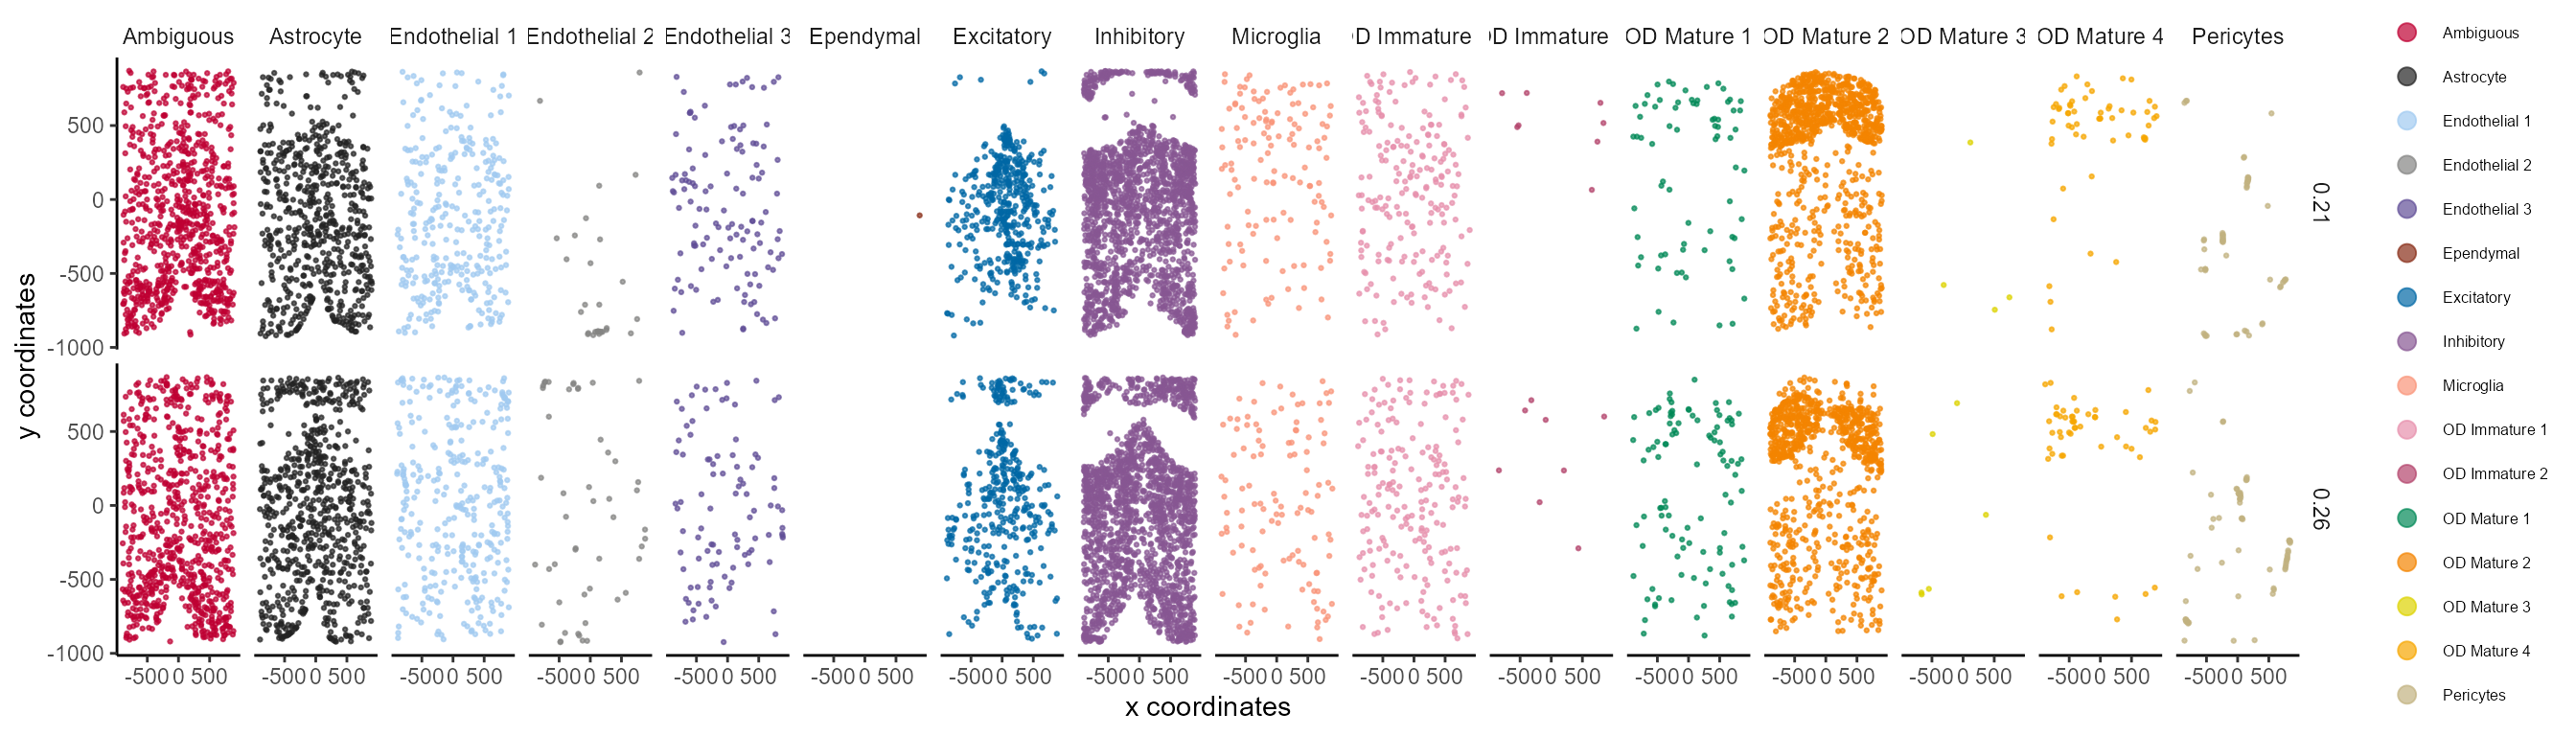 Ambiguous Astrocyte Endothelial 1 Endothelial 2 Endothelial 3 Ependymal Excitatory Inhibitory Microglia D Immature D Immature OD Mature 1 OD Mature 2 OD Mature 3 OD Mature 4 Pericytes
y coordinates
500
0
-500
-1000
0.21
500
0
-500
-1000
0.26
-500 0 500 -500 0 500 -500 0 500 -500 0 500 -500 0 500 -500 0 500 -500 0 500 -500 0 500 -500 0 500 -500 0 500 -500 0 500 -500 0 500 -500 0 500 -500 0 500 -500 0 500 -500 0 500
x coordinates
Ambiguous
Astrocyte
Endothelial 1
Endothelial 2
Endothelial 3
Ependymal
Excitatory
Inhibitory
Microglia
OD Immature 1
OD Immature 2
OD Mature 1
OD Mature 2
OD Mature 3
OD Mature 4
Pericytes